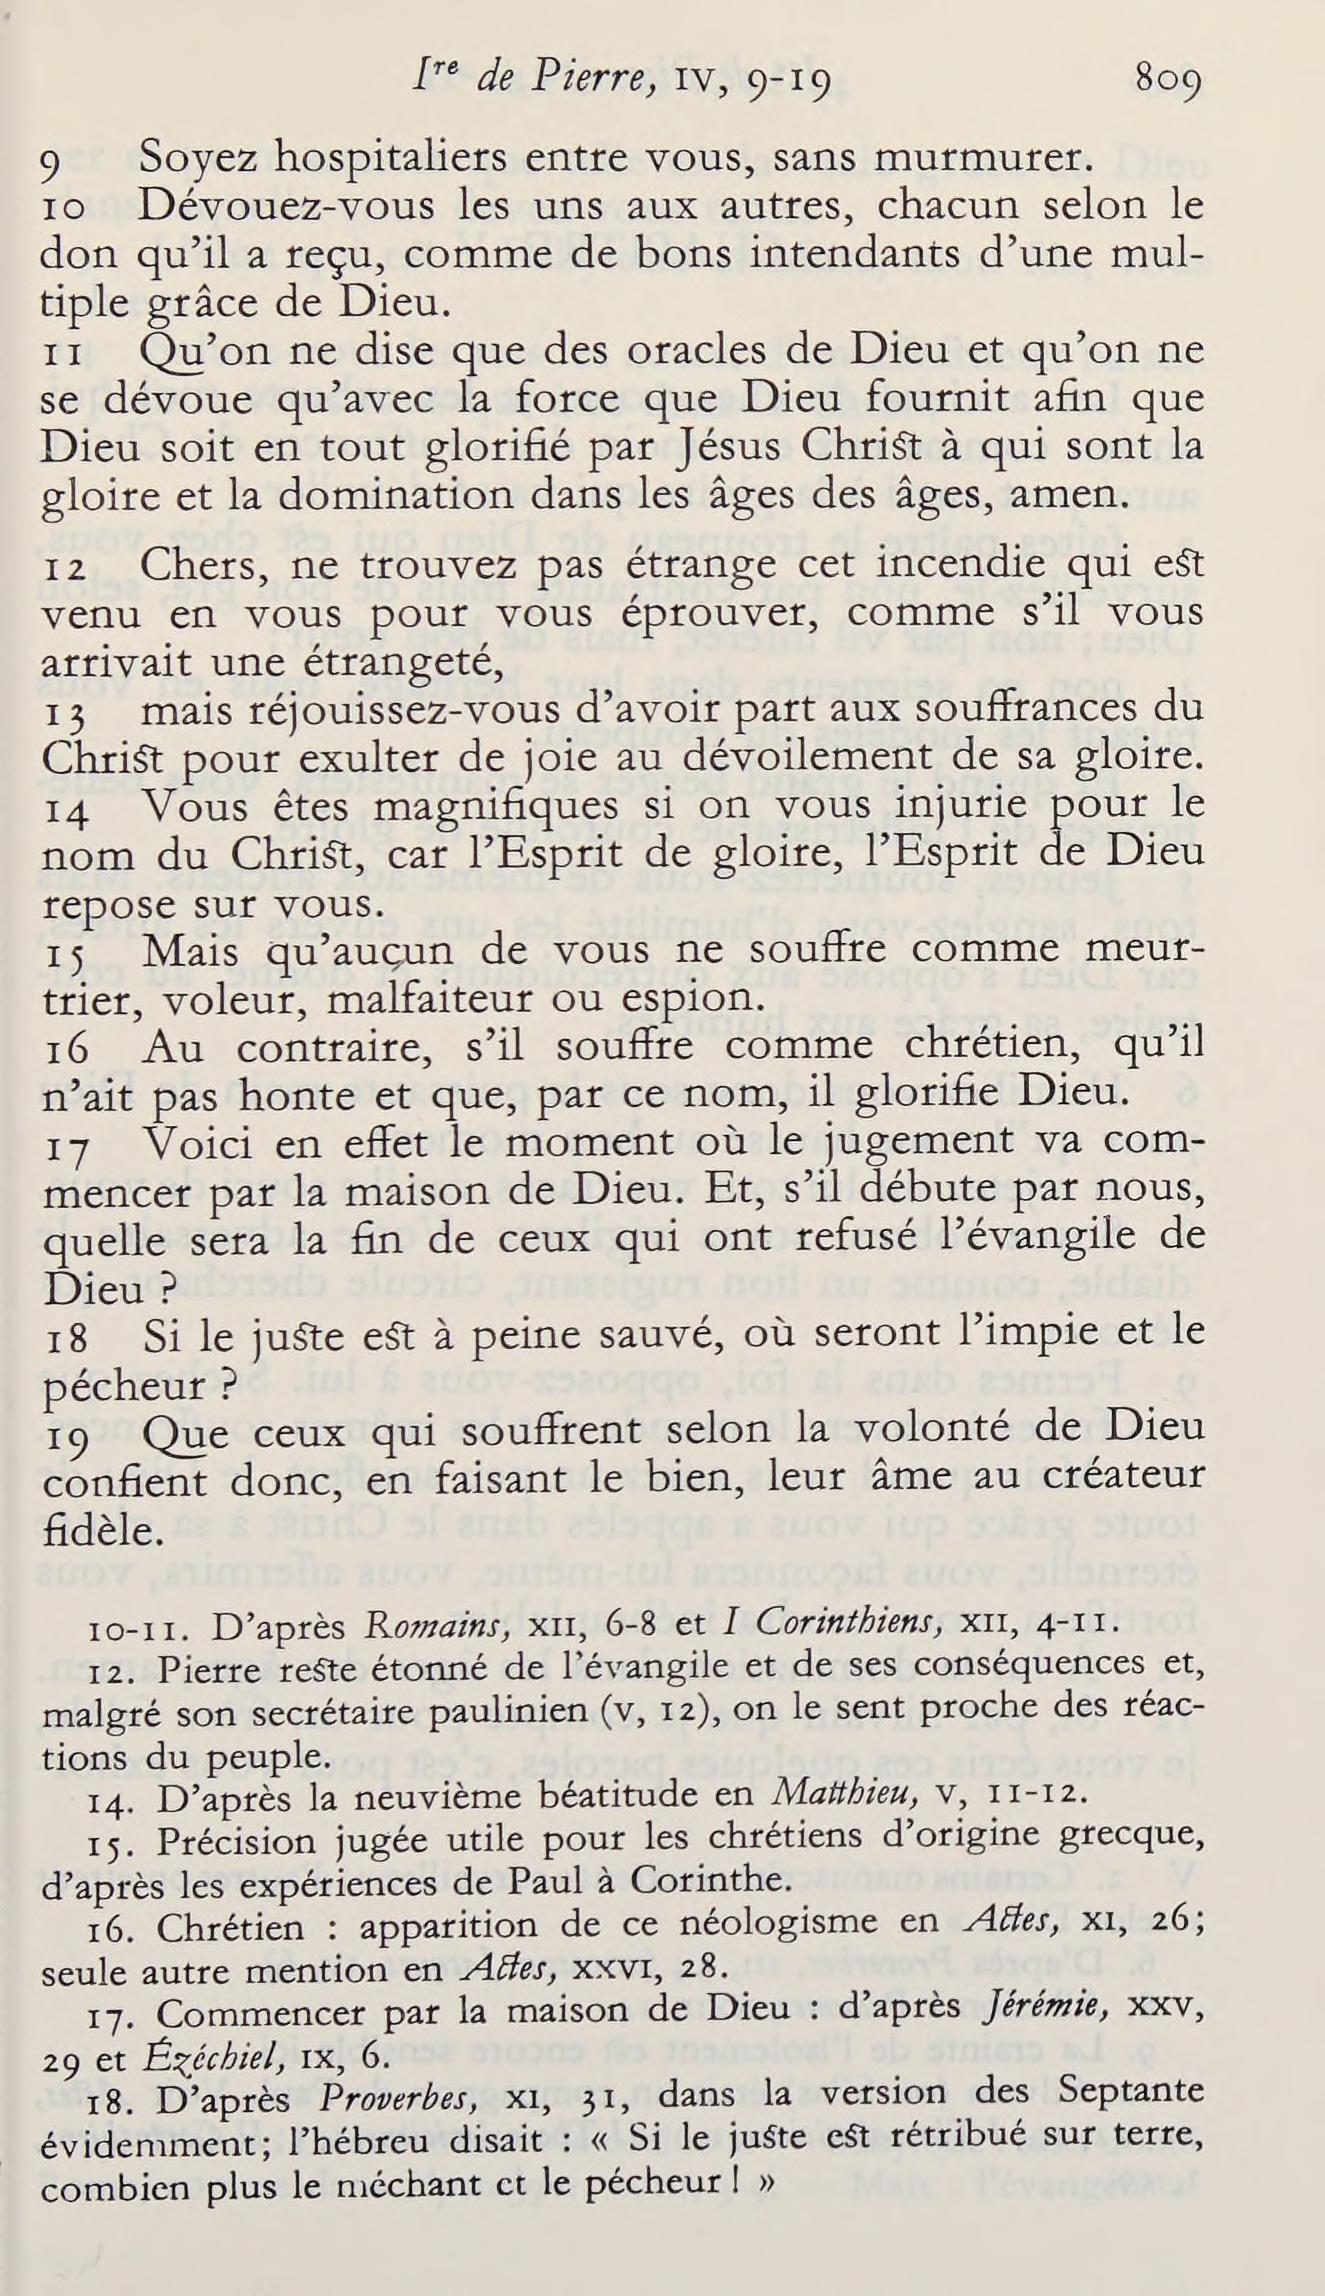 Iʳᵉ de Pierre, IV, 9-19 809
9 Soyez hospitaliers entre vous, sans murmurer.
10 Dévouez-vous les uns aux autres, chacun selon le
don qu’il a reçu, comme de bons intendants d’une mul-
tiple grâce de Dieu.
11 Qu’on ne dise que des oracles de Dieu et qu’on ne
se dévoue qu’avec la force que Dieu fournit afin que
Dieu soit en tout glorifié par Jésus Christ à qui sont la
gloire et la domination dans les âges des âges, amen.
12 Chers, ne trouvez pas étrange cet incendie qui est
venu en vous pour vous éprouver, comme s’il vous
arrivait une étrangeté,
13 mais réjouissez-vous d’avoir part aux souffrances du
Christ pour exulter de joie au dévoilement de sa gloire.
14 Vous êtes magnifiques si on vous injurie pour le
nom du Christ, car l’Esprit de gloire, l’Esprit de Dieu
repose sur vous.
15 Mais qu’auçun de vous ne souffre comme meur-
trier, voleur, malfaiteur ou espion.
16 Au contraire, s’il souffre comme chrétien, qu’il
n’ait pas honte et que, par ce nom, il glorifie Dieu.
17 Voici en effet le moment où le jugement va com-
mencer par la maison de Dieu. Et, s’il débute par nous,
quelle sera la fin de ceux qui ont refusé l’évangile de
Dieu ?
18 Si le juste est à peine sauvé, où seront l’impie et le
pécheur ?
19 Que ceux qui souffrent selon la volonté de Dieu
confient donc, en faisant le bien, leur âme au créateur
fidèle.
10-11. D’après Romains, XII, 6-8 et I Corinthiens, XII, 4-11.
12. Pierre reste étonné de l’évangile et de ses conséquences et,
malgré son secrétaire paulinien (V, 12), on le sent proche des réac-
tions du peuple.
14. D’après la neuvième béatitude en Matthieu, V, 11-12.
15. Précision jugée utile pour les chrétiens d’origine grecque,
d’après les expériences de Paul à Corinthe.
16. Chrétien : apparition de ce néologisme en Actes, XI, 26;
seule autre mention en Actes, XXVI, 28.
17. Commencer par la maison de Dieu : d’après Jérémie, XXV,
29 et Ézéchiel, IX, 6.
18. D’après Proverbes, XI, 31, dans la version des Septante
évidemment; l’hébreu disait : « Si le juste est rétribué sur terre,
combien plus le méchant et le pécheur ! »